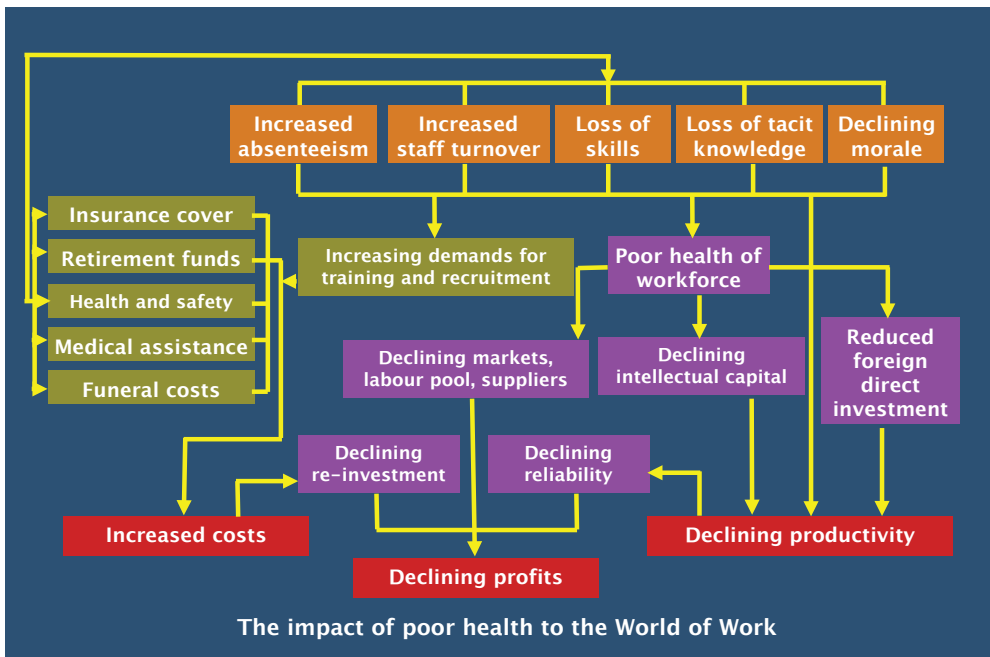 Increased
absenteeism
Increased
staff turnover
Loss of
skills
Loss of tacit
knowledge
Declining
morale
Insurance cover
Retirement funds
Health and safety
Medical assistance
Funeral costs
Increasing demands for
training and recruitment
Poor health of
workforce
Declining markets,
labour pool, suppliers
Declining
intellectual capital
Reduced
foreign
direct
investment
Declining
re-investment
Declining
reliability
Increased costs
Declining productivity
Declining profits
The impact of poor health to the World of Work